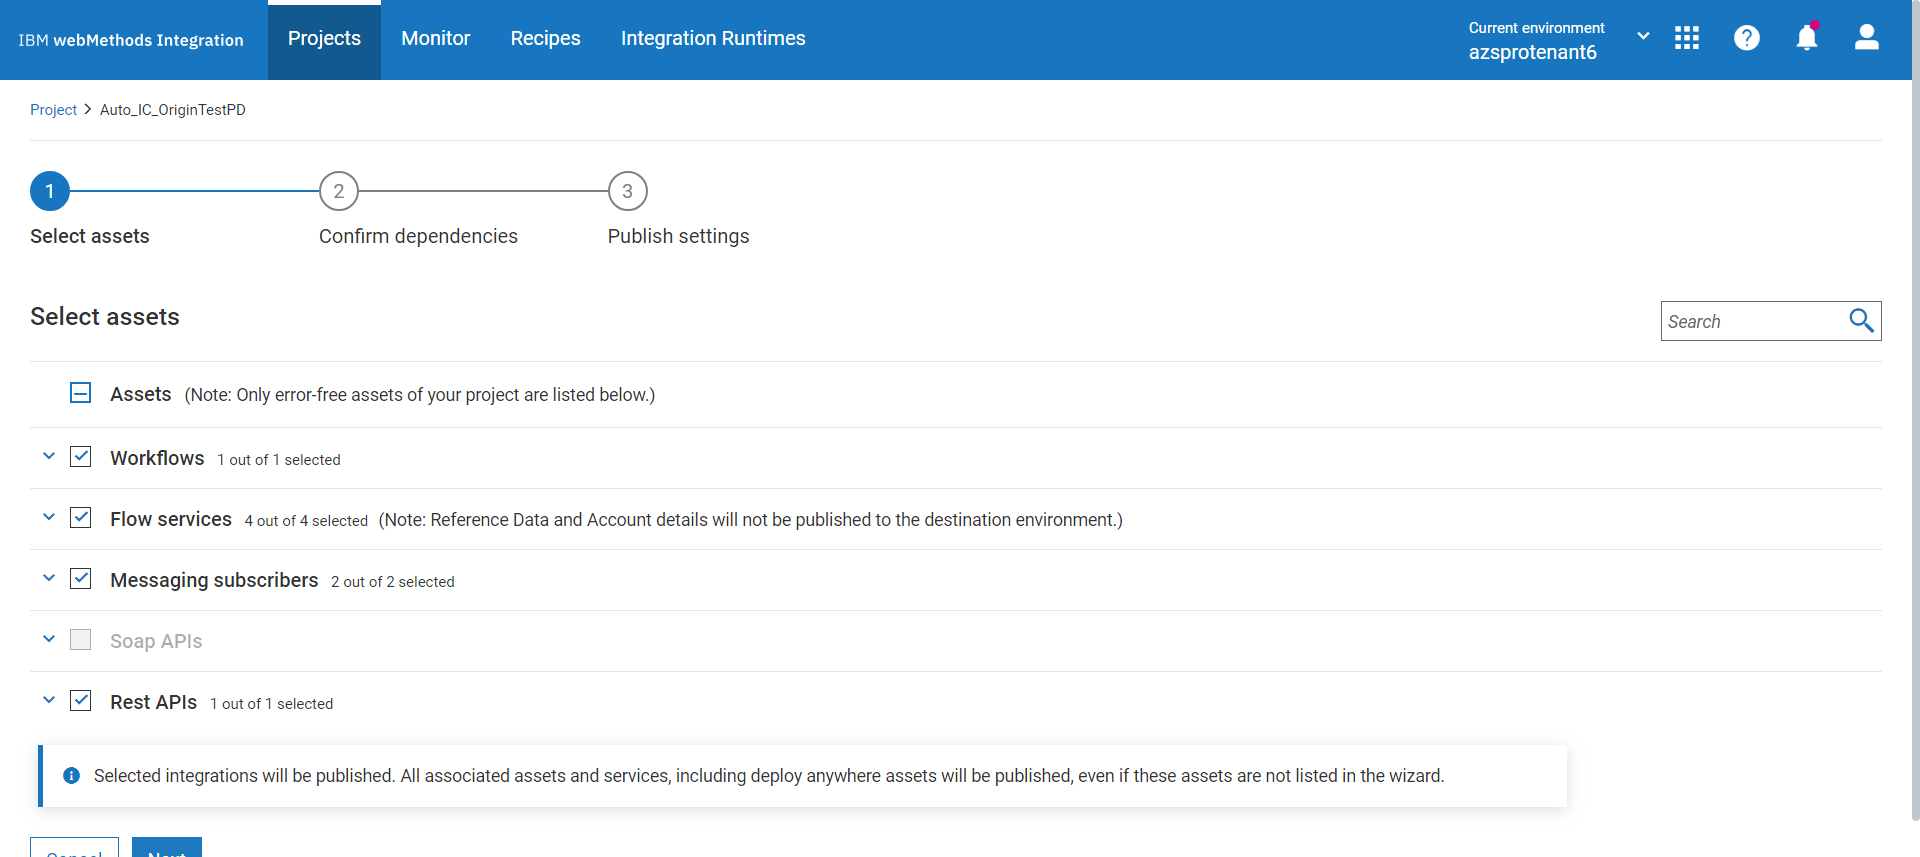 IBM webMethods Integration
Projects
Monitor
Recipes
Integration Runtimes
Current environment
azsprotenant6
Project > Auto_IC_OriginTestPD
1
2
3
Select assets
Confirm dependencies
Publish settings
Select assets
Search
Assets (Note: Only error-free assets of your project are listed below.)
Workflows 1 out of 1 selected
Flow services 4 out of 4 selected (Note: Reference Data and Account details will not be published to the destination environment.)
Messaging subscribers 2 out of 2 selected
Soap APIs
Rest APIs 1 out of 1 selected
Selected integrations will be published. All associated assets and services, including deploy anywhere assets will be published, even if these assets are not listed in the wizard.
Cancel
Next